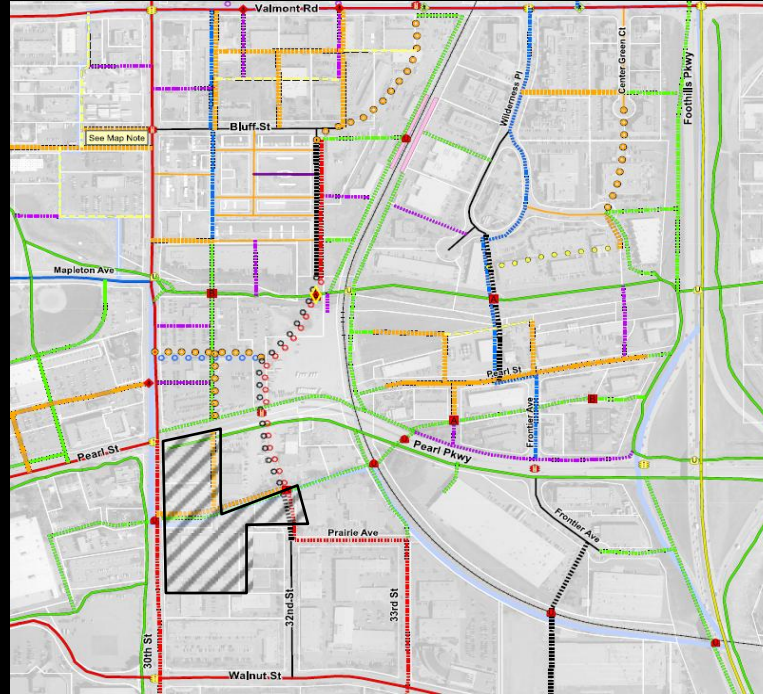 Valmont Rd
Wilderness Pl
Center Green Ct
Foothills Pkwy
Bluff St
See Map Note
Mapleton Ave
Pearl St
Frontier Ave
Pearl St
Pearl Pkwy
Frontier Ave
Prairie Ave
30th St
32nd St
33rd St
Walnut St